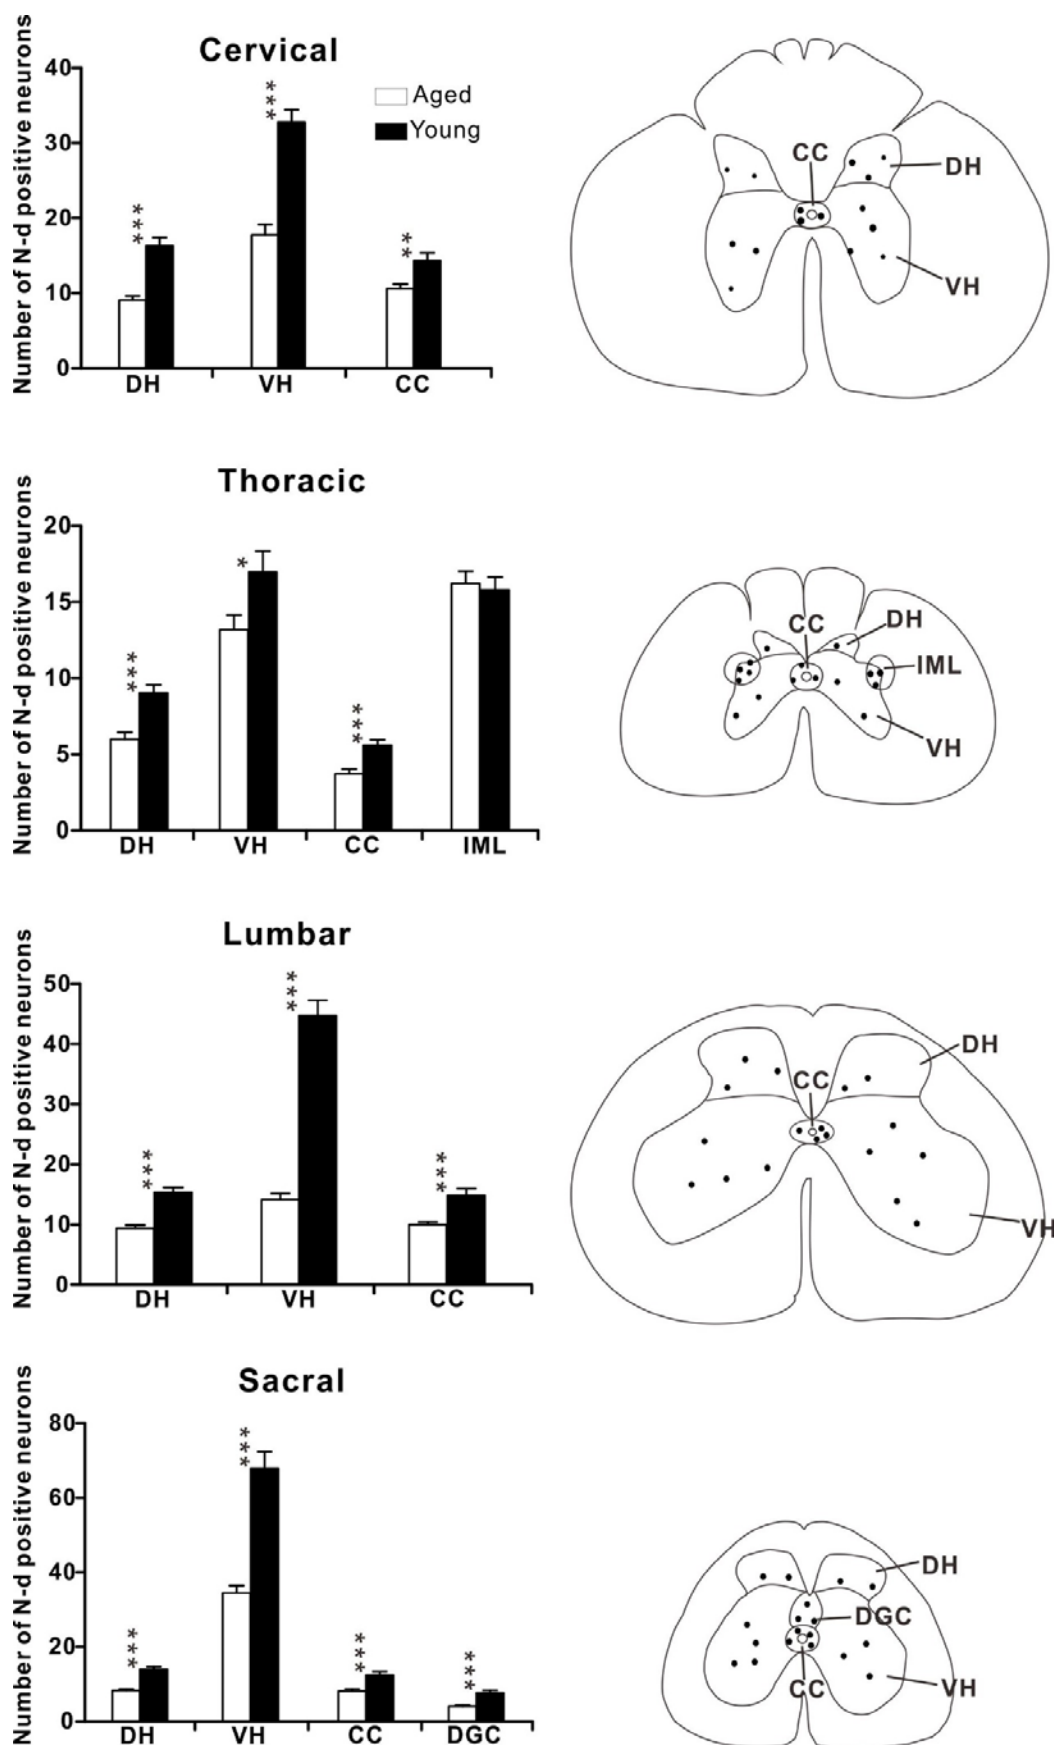 Cervical
Number of N-d positive neurons
40
30
20
10
0
***
***
**
Aged
Young
DH
VH
CC
CC
DH
VH
Thoracic
Number of N-d positive neurons
20
15
10
5
0
***
*
***
DH
VH
CC
IML
CC
DH
IML
VH
Lumbar
Number of N-d positive neurons
50
40
30
20
10
0
***
***
***
DH
VH
CC
DH
CC
VH
Sacral
Number of N-d positive neurons
80
60
40
20
0
***
***
***
***
DH
VH
CC
DGC
DH
DGC
CC
VH